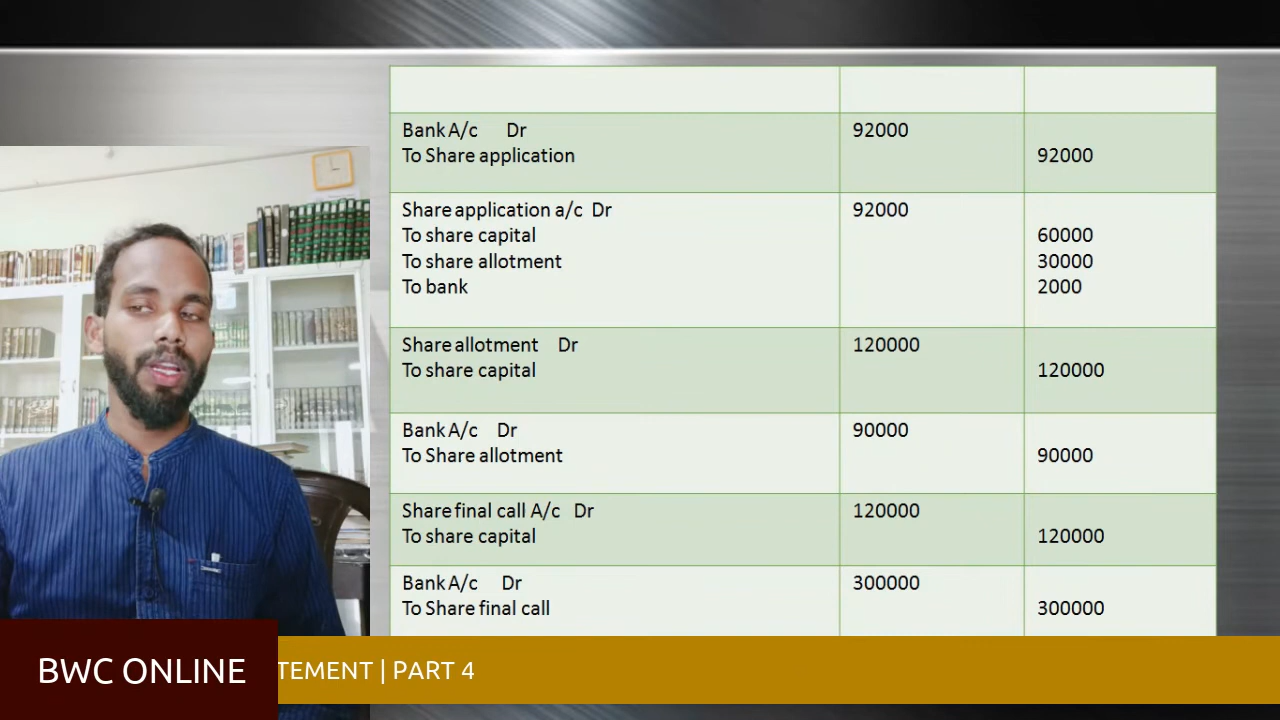 Bank A/c Dr 92000
To Share application 92000
Share application a/c Dr 92000
To share capital 60000
To share allotment 30000
To bank 2000
Share allotment Dr 120000
To share capital 120000
Bank A/c Dr 90000
To Share allotment 90000
Share final call A/c Dr 120000
To share capital 120000
Bank A/c Dr 300000
To Share final call 300000
BWC ONLINE TEMENT | PART 4